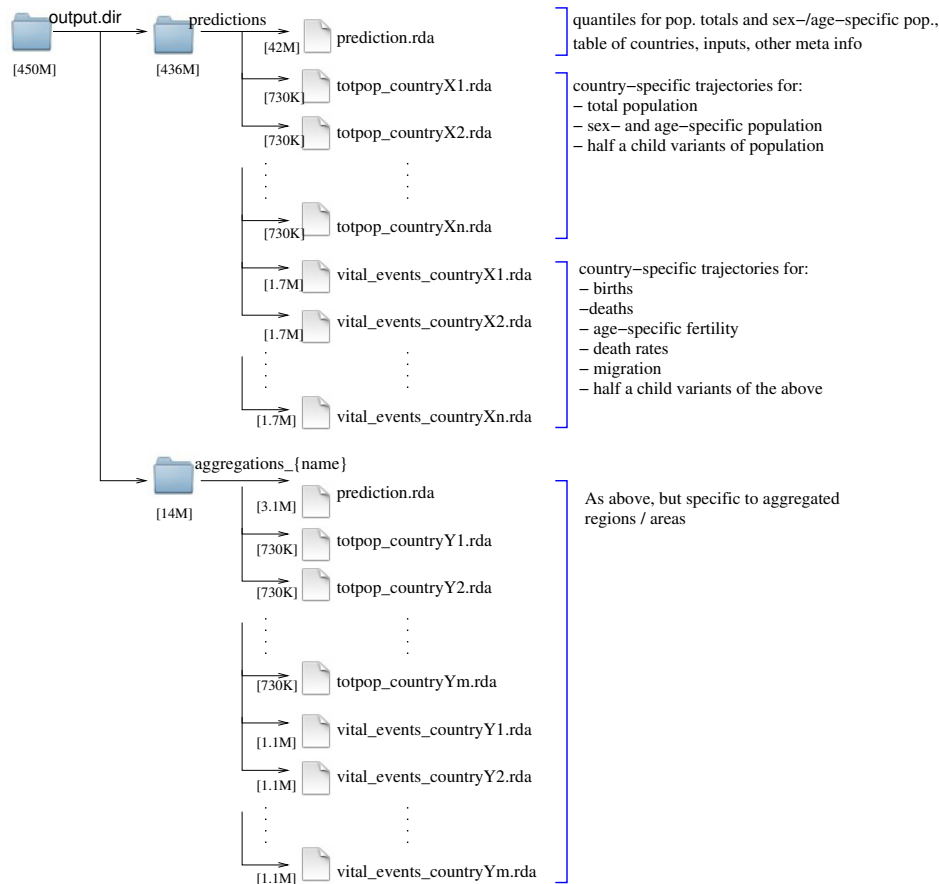 output.dir
[450M]
predictions
[436M]
[42M]
prediction.rda
quantiles for pop. totals and sex−/age−specific pop.,
table of countries, inputs, other meta info
[730K]
totpop_countryX1.rda
[730K]
totpop_countryX2.rda
[730K]
totpop_countryXn.rda
country−specific trajectories for:
− total population
− sex− and age−specific population
− half a child variants of population
[1.7M]
vital_events_countryX1.rda
[1.7M]
vital_events_countryX2.rda
[1.7M]
vital_events_countryXn.rda
country−specific trajectories for:
− births
−deaths
− age−specific fertility
− death rates
− migration
− half a child variants of the above
aggregations_{name}
[14M]
[3.1M]
prediction.rda
[730K]
totpop_countryY1.rda
[730K]
totpop_countryY2.rda
[730K]
totpop_countryYm.rda
[1.1M]
vital_events_countryY1.rda
[1.1M]
vital_events_countryY2.rda
[1.1M]
vital_events_countryYm.rda
As above, but specific to aggregated
regions / areas